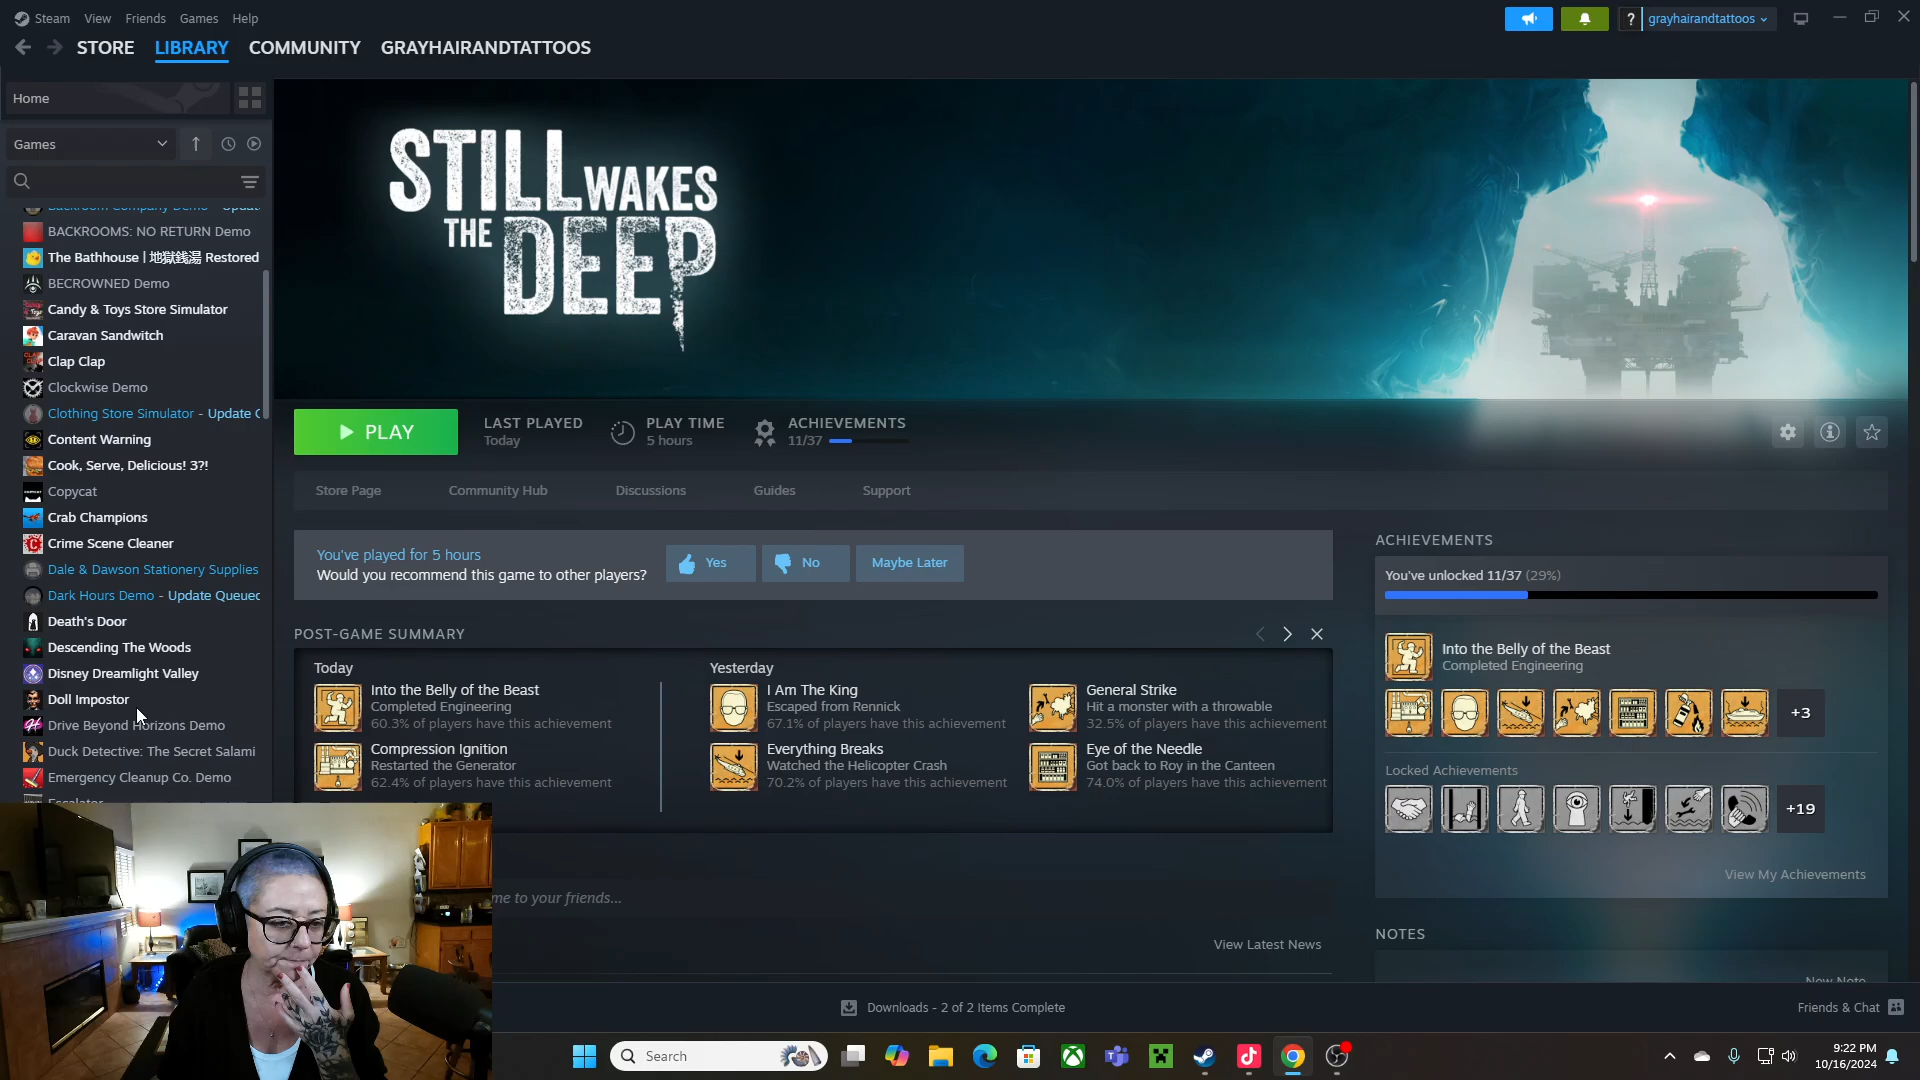 Steam View Friends Games Help
? grayhairandtattoos
STORE LIBRARY COMMUNITY GRAYHAIRANDTATTOOS
Home
Games
BACKROOMS: NO RETURN Demo
The Bathhouse | 地獄銭湯 Restored
BECROWNED Demo
Candy & Toys Store Simulator
Caravan Sandwitch
Clap Clap
Clockwise Demo
Clothing Store Simulator - Update
Content Warning
Cook, Serve, Delicious! 3?!
Copycat
Crab Champions
Crime Scene Cleaner
Dale & Dawson Stationery Supplies
Dark Hours Demo - Update Queued
Death's Door
Descending The Woods
Disney Dreamlight Valley
Doll Impostor
Drive Beyond Horizons Demo
Duck Detective: The Secret Salami
Emergency Cleanup Co. Demo
STILL WAKES
THE DEEP
PLAY
LAST PLAYED
Today
PLAY TIME
5 hours
ACHIEVEMENTS
11/37
Store Page Community Hub Discussions Guides Support
You've played for 5 hours
Would you recommend this game to other players?
Yes No Maybe Later
POST-GAME SUMMARY
Today
Into the Belly of the Beast
Completed Engineering
60.3% of players have this achievement
Compression Ignition
Restarted the Generator
62.4% of players have this achievement
Yesterday
I Am The King
Escaped from Rennick
67.1% of players have this achievement
Everything Breaks
Watched the Helicopter Crash
70.2% of players have this achievement
General Strike
Hit a monster with a throwable
32.5% of players have this achievement
Eye of the Needle
Got back to Roy in the Canteen
74.0% of players have this achievement
me to your friends...
View Latest News
ACHIEVEMENTS
You've unlocked 11/37 (29%)
Into the Belly of the Beast
Completed Engineering
+3
Locked Achievements
+19
View My Achievements
NOTES
New Note
Downloads - 2 of 2 Items Complete
Friends & Chat
Search
9:22 PM
10/16/2024